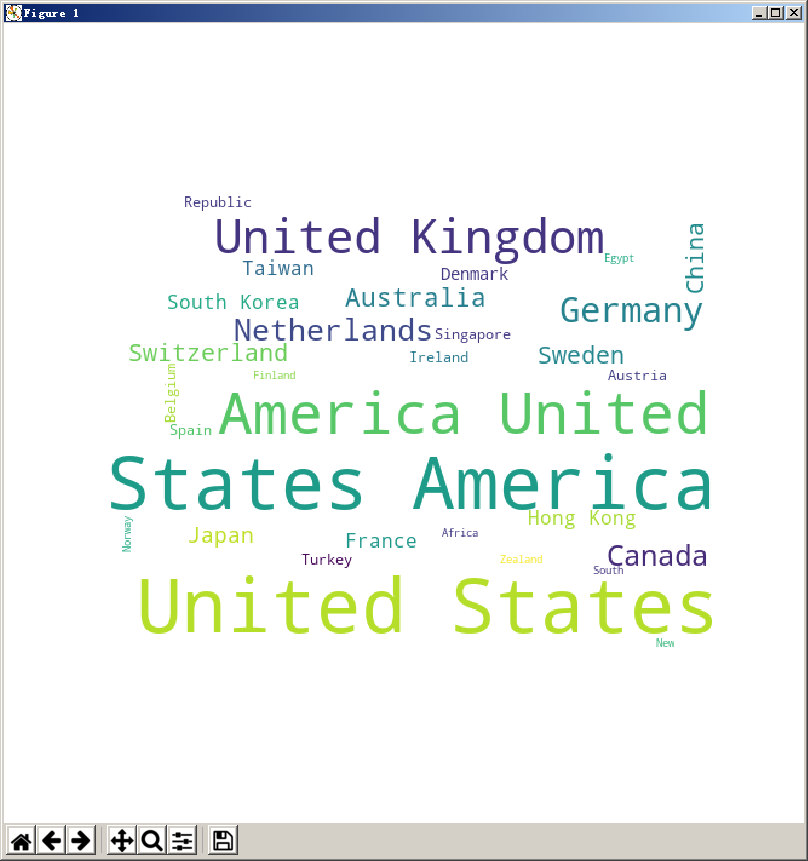 Figure 1
Republic
United Kingdom
Egypt
China
Taiwan
Denmark
Australia
South Korea
Germany
Netherlands
Singapore
Switzerland
Ireland
Sweden
Finland
Austria
Belgium
America United
Spain
States America
Hong Kong
Norway
Japan
France
Africa
Turkey
Zealand
Canada
South
United States
New